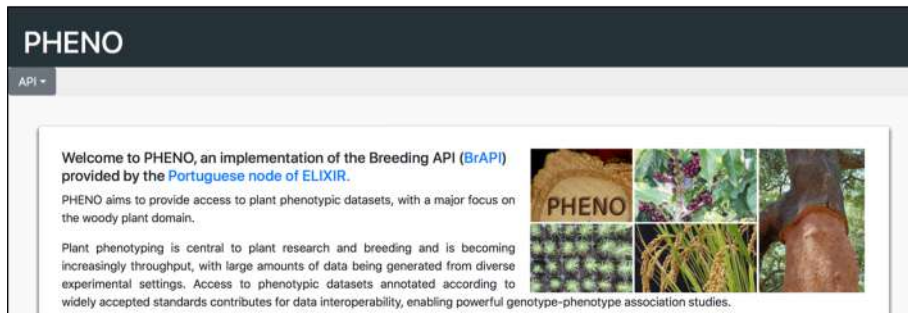 PHENO
API
Welcome to PHENO, an implementation of the Breeding API (BrAPI)
provided by the Portuguese node of ELIXIR.
PHENO
PHENO aims to provide access to plant phenotypic datasets, with a major focus on
the woody plant domain.
Plant phenotyping is central to plant research and breeding and is becoming
increasingly throughput, with large amounts of data being generated from diverse
experimental settings. Access to phenotypic datasets annotated according to
widely accepted standards contributes for data interoperability, enabling powerful genotype-phenotype association studies.